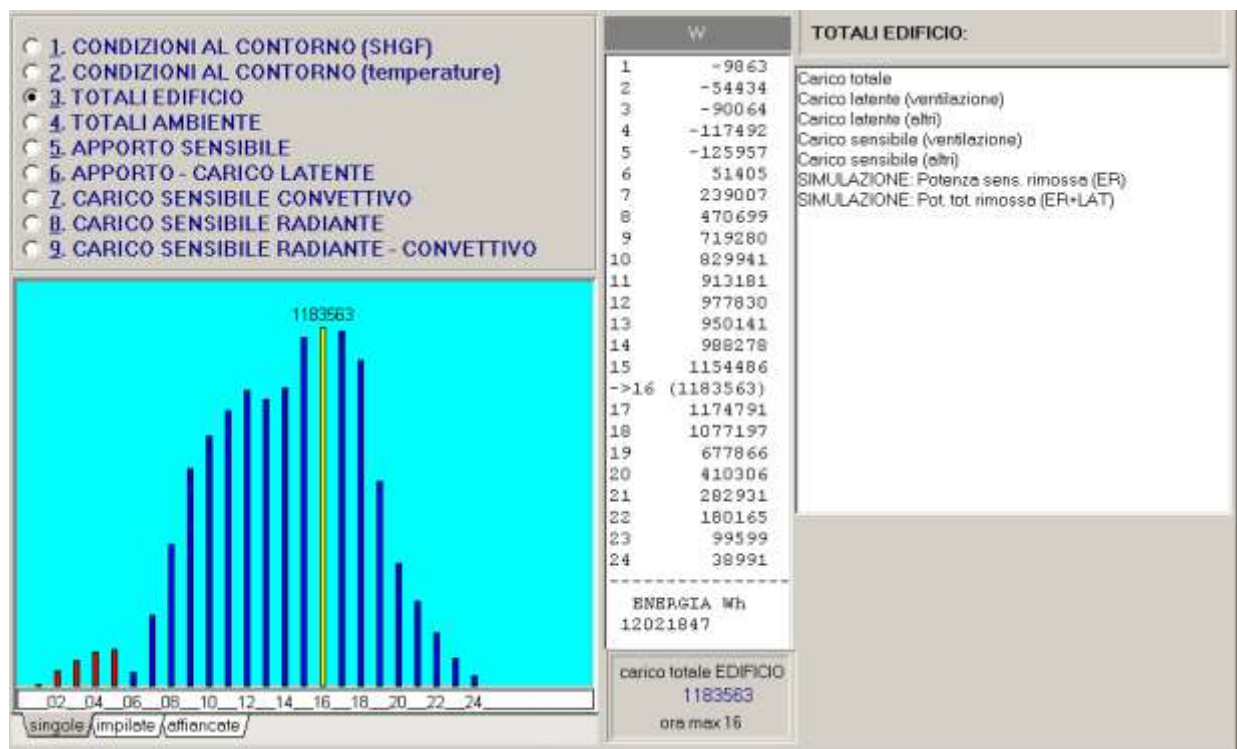 1. CONDIZIONI AL CONTORNO (SHGF)
2. CONDIZIONI AL CONTORNO (temperature)
3. TOTALI EDIFICIO
4. TOTALI AMBIENTE
5. APPORTO SENSIBILE
6. APPORTO - CARICO LATENTE
7. CARICO SENSIBILE CONVETTIVO
8. CARICO SENSIBILE RADIANTE
9. CARICO SENSIBILE RADIANTE - CONVETTIVO
1183563
02 04 06 08 10 12 14 16 18 20 22 24
singole impilate affiancate
W
1 -9863
2 -54434
3 -90064
4 -117492
5 -125957
6 51405
7 239007
8 470699
9 719280
10 829941
11 913181
12 977830
13 950141
14 988278
15 1154486
->16 (1183563)
17 1174791
18 1077197
19 677866
20 410306
21 282931
22 180165
23 99599
24 38991
--------------------
ENERGIA Wh
12021847
carico totale EDIFICIO
1183563
ora max 16
TOTALI EDIFICIO:
Carico totale
Carico latente (ventilazione)
Carico latente (altri)
Carico sensibile (ventilazione)
Carico sensibile (altri)
SIMULAZIONE: Potenza sens. rimossa (ER)
SIMULAZIONE: Pot. tot. rimossa (ER+LAT)